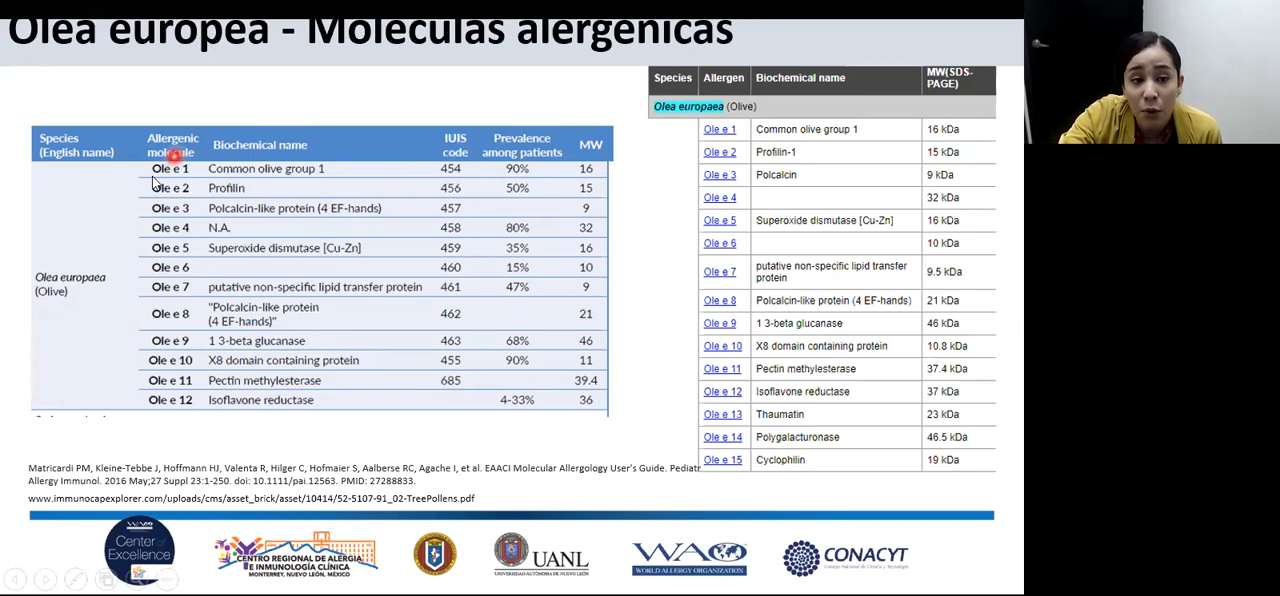 Olea europea - Moleculas alergenicas
Species
(English name)
Allergenic
molecule
Biochemical name
IUIS
code
Prevalence
among patients
MW
Olea europaea
(Olive)
Ole e 1 Common olive group 1 454 90% 16
Ole e 2 Profilin 456 50% 15
Ole e 3 Polcalcin-like protein (4 EF-hands) 457 9
Ole e 4 N.A. 458 80% 32
Ole e 5 Superoxide dismutase [Cu-Zn] 459 35% 16
Ole e 6 460 15% 10
Ole e 7 putative non-specific lipid transfer protein 461 47% 9
Ole e 8 "Polcalcin-like protein
(4 EF-hands)" 462 21
Ole e 9 1 3-beta glucanase 463 68% 46
Ole e 10 X8 domain containing protein 455 90% 11
Ole e 11 Pectin methylesterase 685 39.4
Ole e 12 Isoflavone reductase 4-33% 36
Species Allergen Biochemical name MW(SDS-
PAGE)
Olea europaea (Olive)
Ole e 1 Common olive group 1 16 kDa
Ole e 2 Profilin-1 15 kDa
Ole e 3 Polcalcin 9 kDa
Ole e 4 32 kDa
Ole e 5 Superoxide dismutase [Cu-Zn] 16 kDa
Ole e 6 10 kDa
Ole e 7 putative non-specific lipid transfer
protein 9.5 kDa
Ole e 8 Polcalcin-like protein (4 EF-hands) 21 kDa
Ole e 9 1 3-beta glucanase 46 kDa
Ole e 10 X8 domain containing protein 10.8 kDa
Ole e 11 Pectin methylesterase 37.4 kDa
Ole e 12 Isoflavone reductase 37 kDa
Ole e 13 Thaumatin 23 kDa
Ole e 14 Polygalacturonase 46.5 kDa
Ole e 15 Cyclophilin 19 kDa
Matricardi PM, Kleine-Tebbe J, Hoffmann HJ, Valenta R, Hilger C, Hofmaier S, Aalberse RC, Agache I, et al. EAACI Molecular Allergology User's Guide. Pediatr
Allergy Immunol. 2016 May;27 Suppl 23:1-250. doi: 10.1111/pai.12563. PMID: 27288833.
www.immunocapexplorer.com/uploads/cms/asset_brick/asset/10414/52-5107-91_02-TreePollens.pdf
WAO
Center of
Excellence
CENTRO REGIONAL DE ALERGIA
E INMUNOLOGÍA CLÍNICA
MONTERREY, NUEVO LEÓN, MÉXICO
UANL
UNIVERSIDAD AUTÓNOMA DE NUEVO LEÓN
WAO
WORLD ALLERGY ORGANIZATION
CONACYT
Consejo Nacional de Ciencia y Tecnología